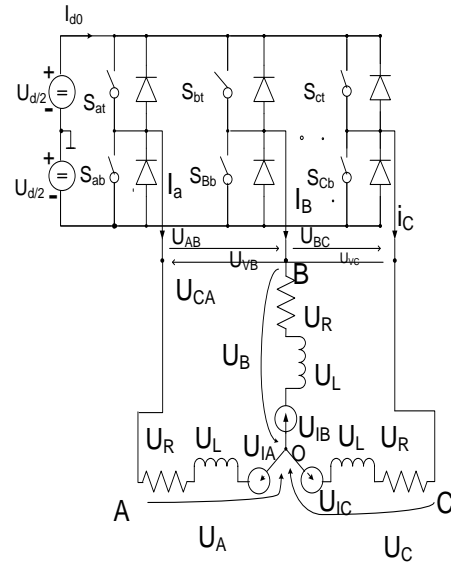 I_d0
+
U_d/2
=
-
S_at
S_bt
S_ct
+
U_d/2
=
-
S_ab
I_a
S_Bb
I_B
S_Cb
i_C
U_AB
U_BC
U_VB
U_VC
U_CA
B
U_R
U_B
U_L
U_IB
U_R
U_L
U_IA
O
U_L
U_R
A
U_IC
C
U_A
U_C